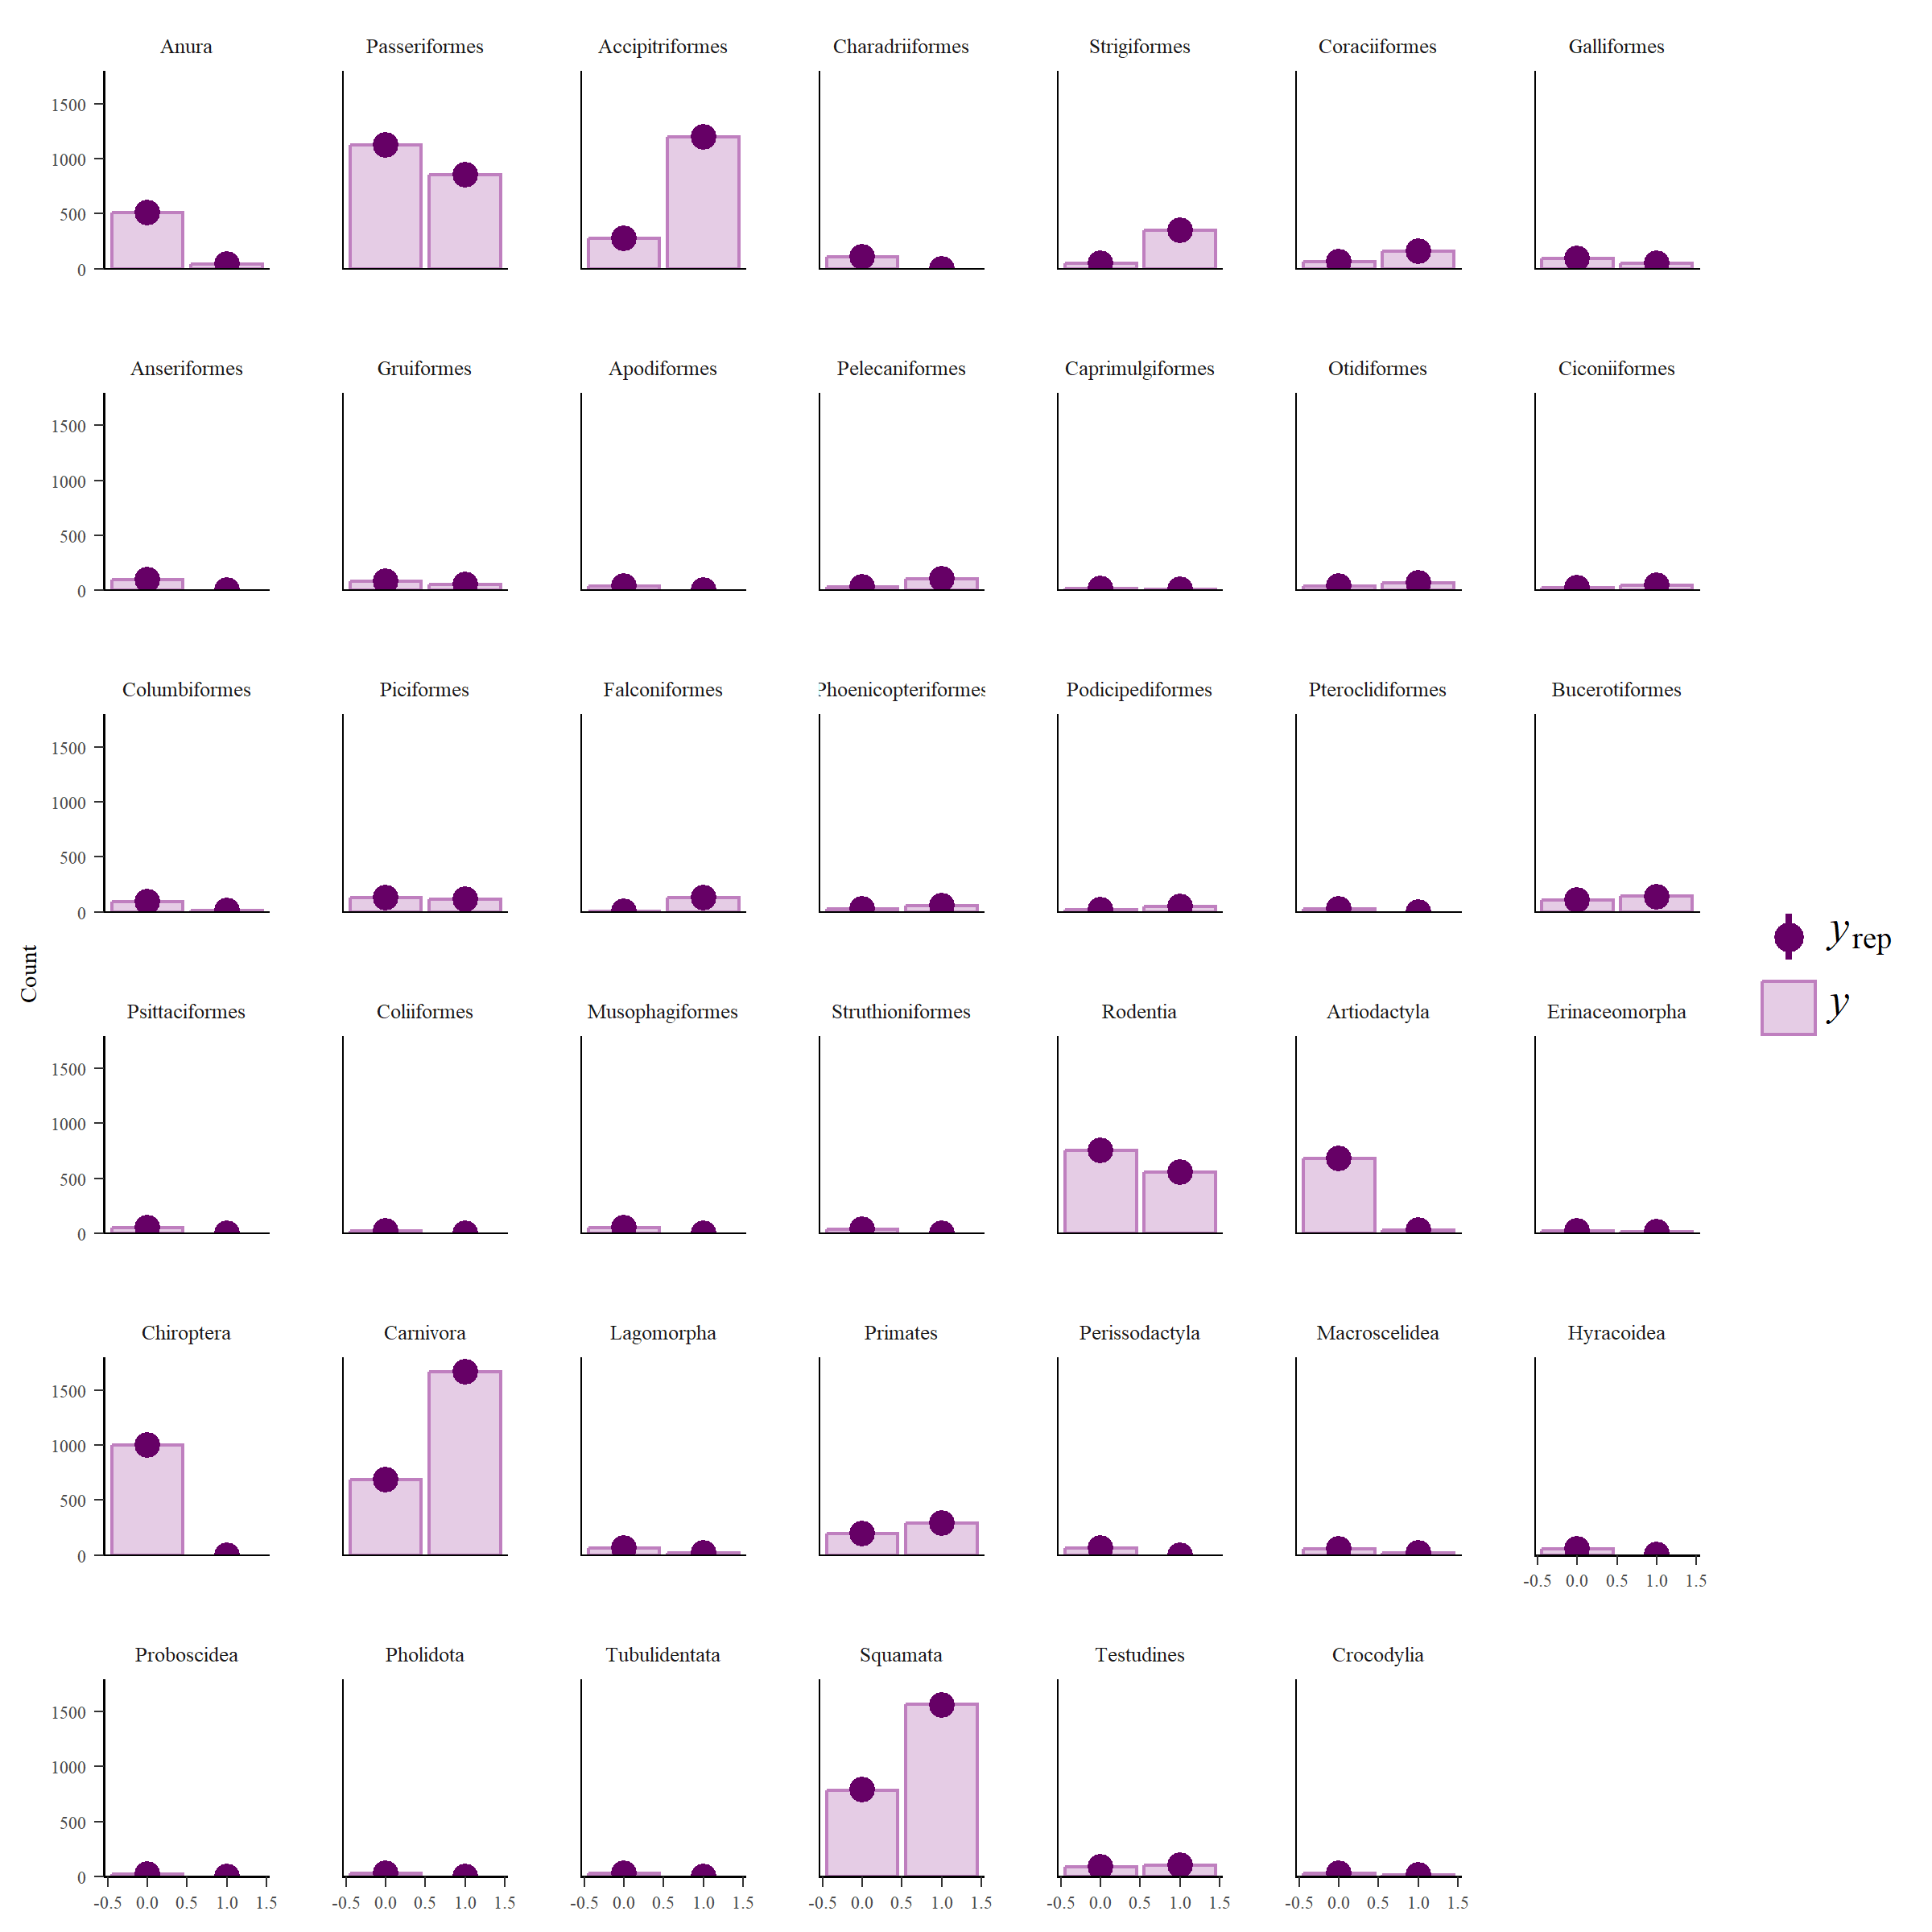 Anura Passeriformes Accipitriformes Charadriiformes Strigiformes Coraciiformes Galliformes
1500
1000
500
0
Anseriformes Gruiformes Apodiformes Pelecaniformes Caprimulgiformes Otidiformes Ciconiiformes
1500
1000
500
0
Columbiformes Piciformes Falconiformes Phoenicopteriformes Podicipediformes Pteroclidiformes Bucerotiformes
1500
1000
500
0
Count
yrep
y
Psittaciformes Coliiformes Musophagiformes Struthioniformes Rodentia Artiodactyla Erinaceomorpha
1500
1000
500
0
Chiroptera Carnivora Lagomorpha Primates Perissodactyla Macroscelidea Hyracoidea
1500
1000
500
0
-0.5 0.0 0.5 1.0 1.5
Proboscidea Pholidota Tubulidentata Squamata Testudines Crocodylia
1500
1000
500
0
-0.5 0.0 0.5 1.0 1.5 -0.5 0.0 0.5 1.0 1.5 -0.5 0.0 0.5 1.0 1.5 -0.5 0.0 0.5 1.0 1.5 -0.5 0.0 0.5 1.0 1.5 -0.5 0.0 0.5 1.0 1.5